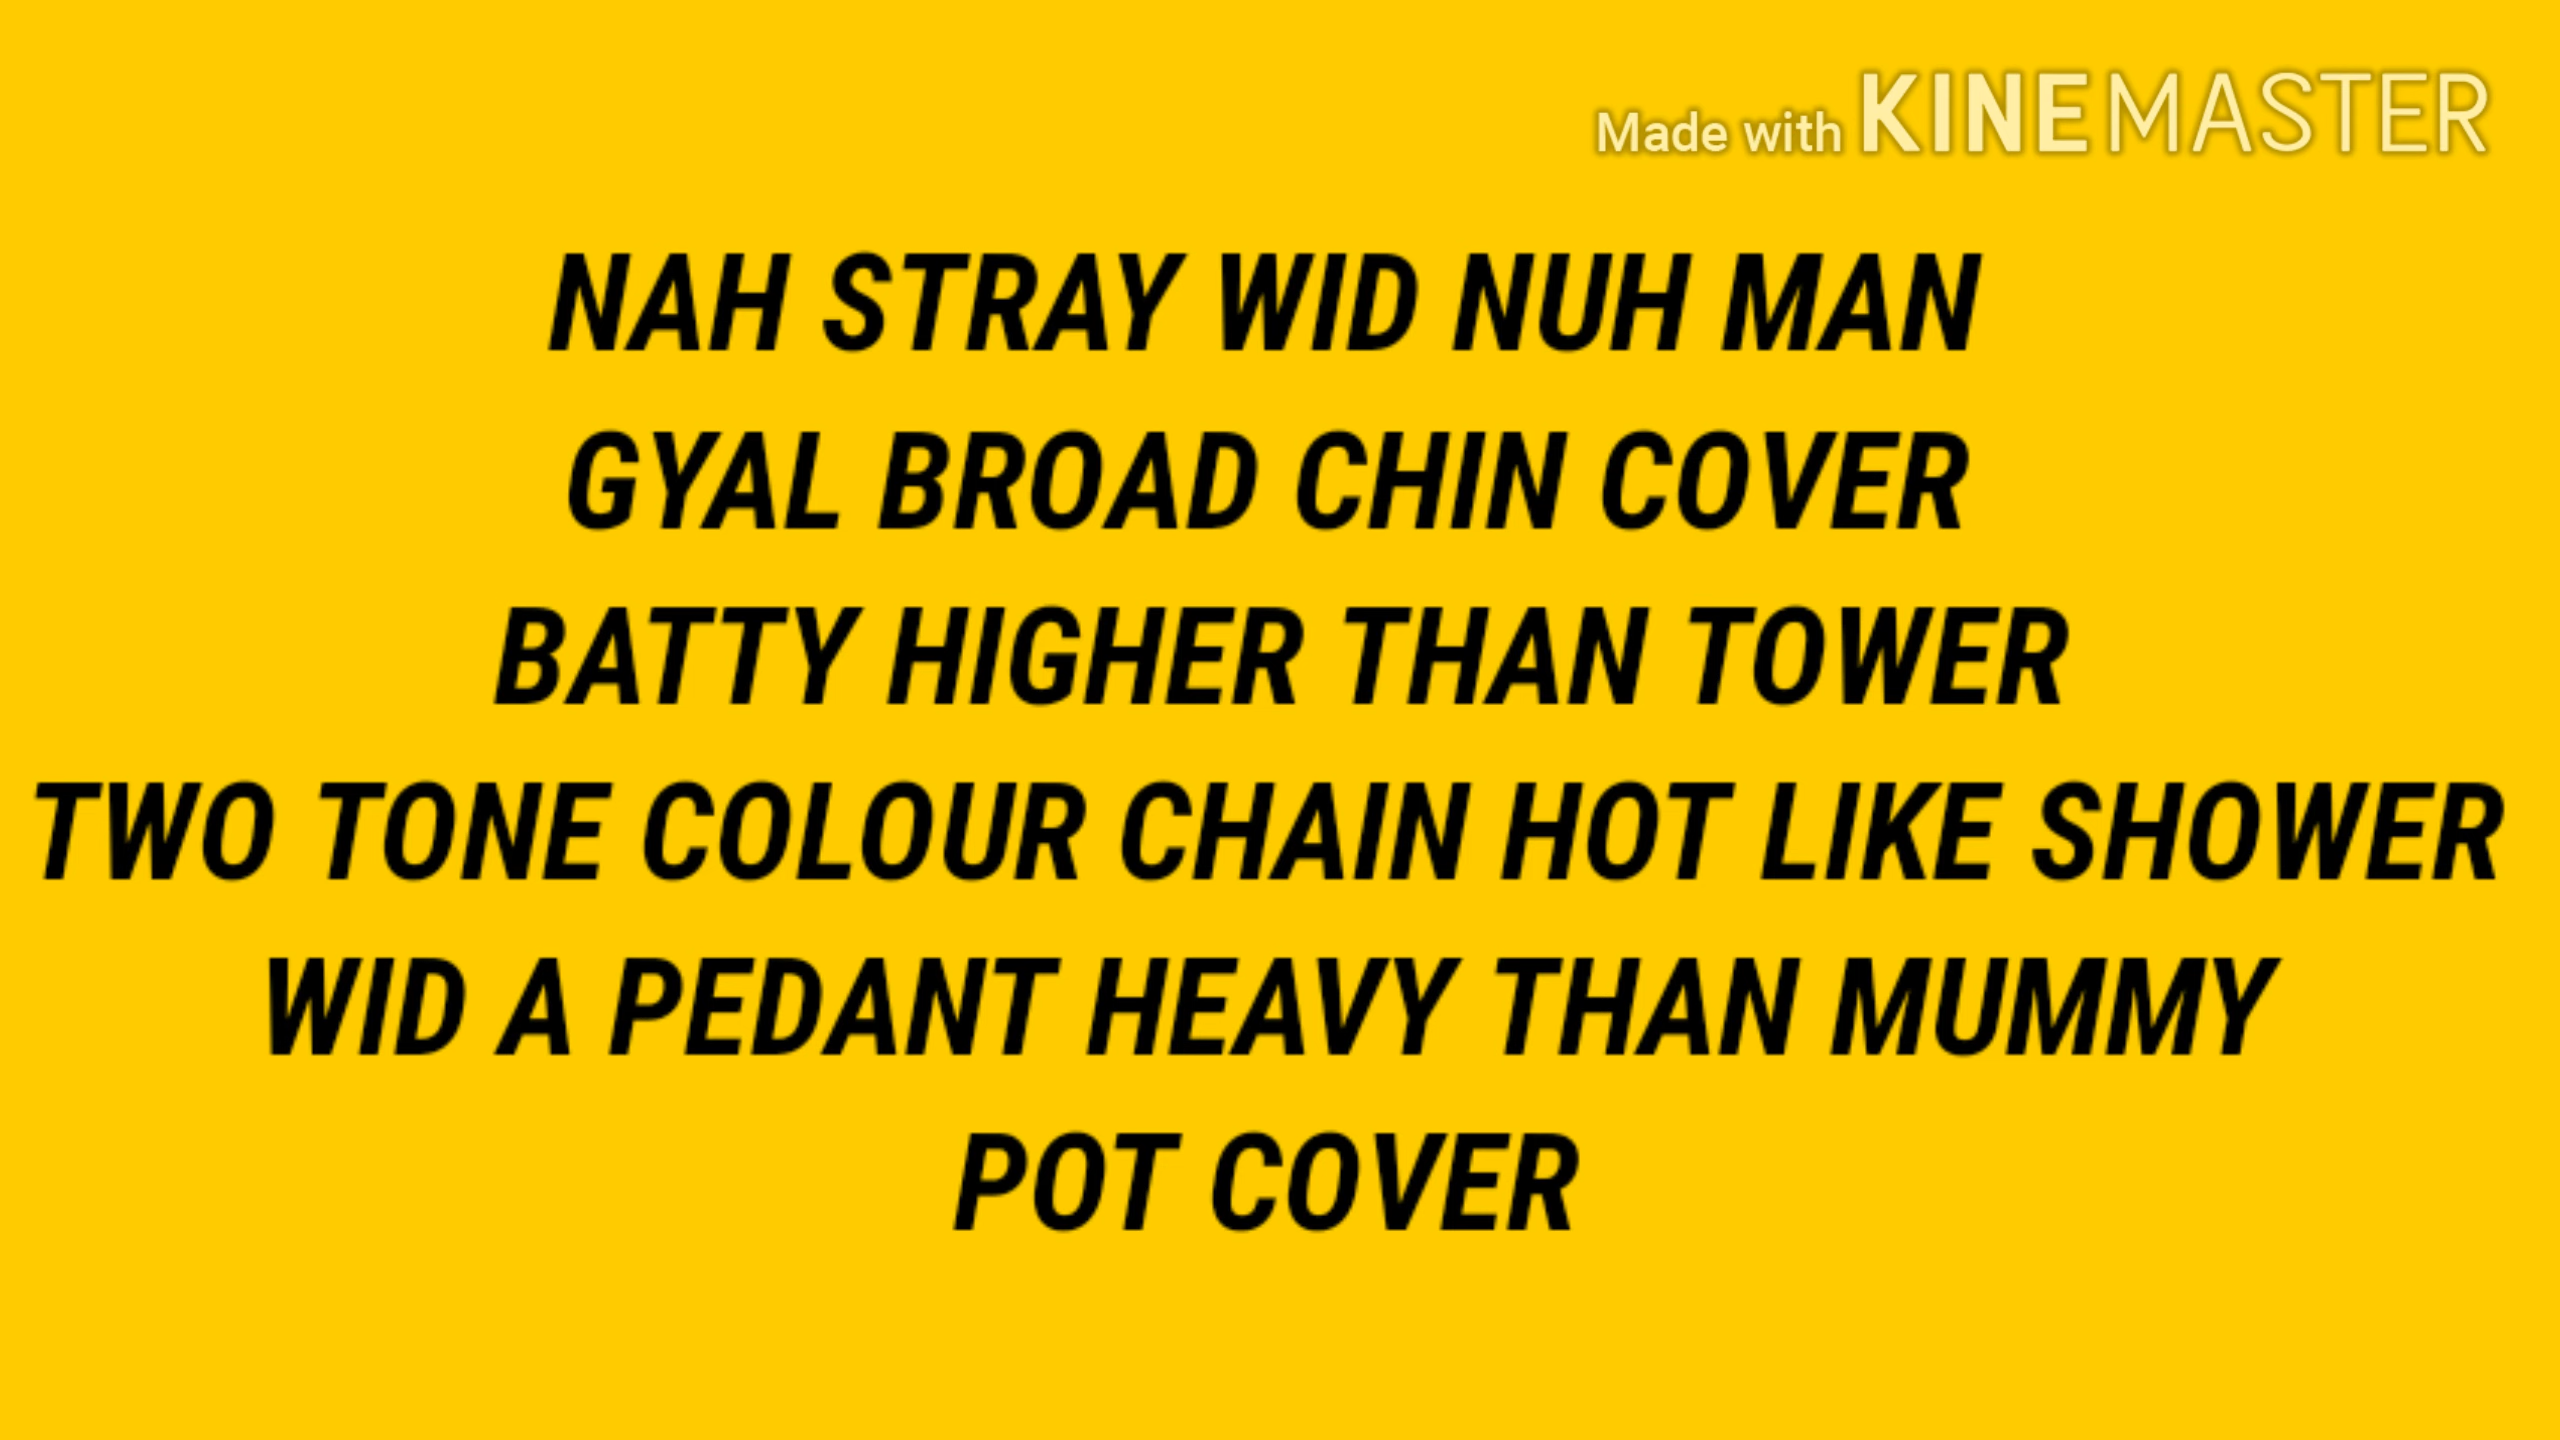 Made with KINEMASTER
NAH STRAY WID NUH MAN
GYAL BROAD CHIN COVER
BATTY HIGHER THAN TOWER
TWO TONE COLOUR CHAIN HOT LIKE SHOWER
WID A PEDANT HEAVY THAN MUMMY
POT COVER